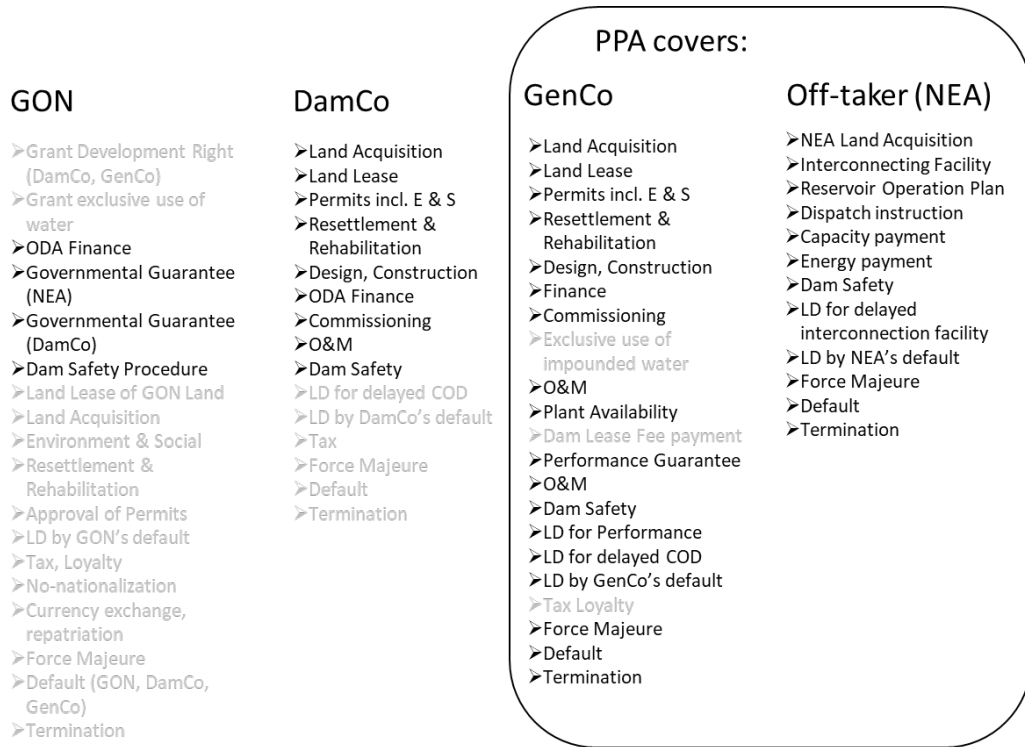 PPA covers:
GON
➢Grant Development Right
(DamCo, GenCo)
➢Grant exclusive use of
water
➢ODA Finance
➢Governmental Guarantee
(NEA)
➢Governmental Guarantee
(DamCo)
➢Dam Safety Procedure
➢Land Lease of GON Land
➢Land Acquisition
➢Environment & Social
➢Resettlement &
Rehabilitation
➢Approval of Permits
➢LD by GON's default
➢Tax, Loyalty
➢No-nationalization
➢Currency exchange,
repatriation
➢Force Majeure
➢Default (GON, DamCo,
GenCo)
➢Termination
DamCo
➢Land Acquisition
➢Land Lease
➢Permits incl. E & S
➢Resettlement &
Rehabilitation
➢Design, Construction
➢ODA Finance
➢Commissioning
➢O&M
➢Dam Safety
➢LD for delayed COD
➢LD by DamCo's default
➢Tax
➢Force Majeure
➢Default
➢Termination
GenCo
➢Land Acquisition
➢Land Lease
➢Permits incl. E & S
➢Resettlement &
Rehabilitation
➢Design, Construction
➢Finance
➢Commissioning
➢Exclusive use of
impounded water
➢O&M
➢Plant Availability
➢Dam Lease Fee payment
➢Performance Guarantee
➢O&M
➢Dam Safety
➢LD for Performance
➢LD for delayed COD
➢LD by GenCo's default
➢Tax Loyalty
➢Force Majeure
➢Default
➢Termination
Off-taker (NEA)
➢NEA Land Acquisition
➢Interconnecting Facility
➢Reservoir Operation Plan
➢Dispatch instruction
➢Capacity payment
➢Energy payment
➢Dam Safety
➢LD for delayed
interconnection facility
➢LD by NEA's default
➢Force Majeure
➢Default
➢Termination